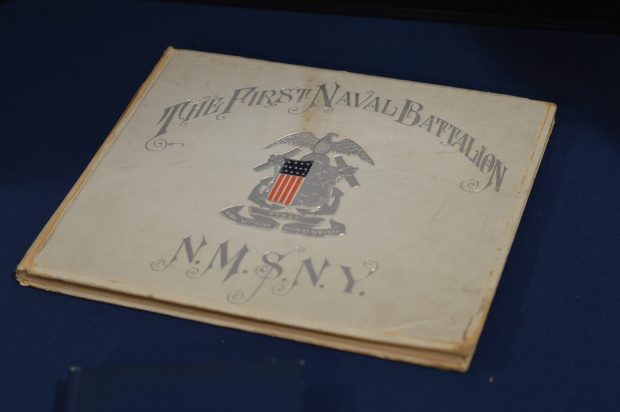 THE FIRST NAVAL BATTALION
N.M.S.N.Y.